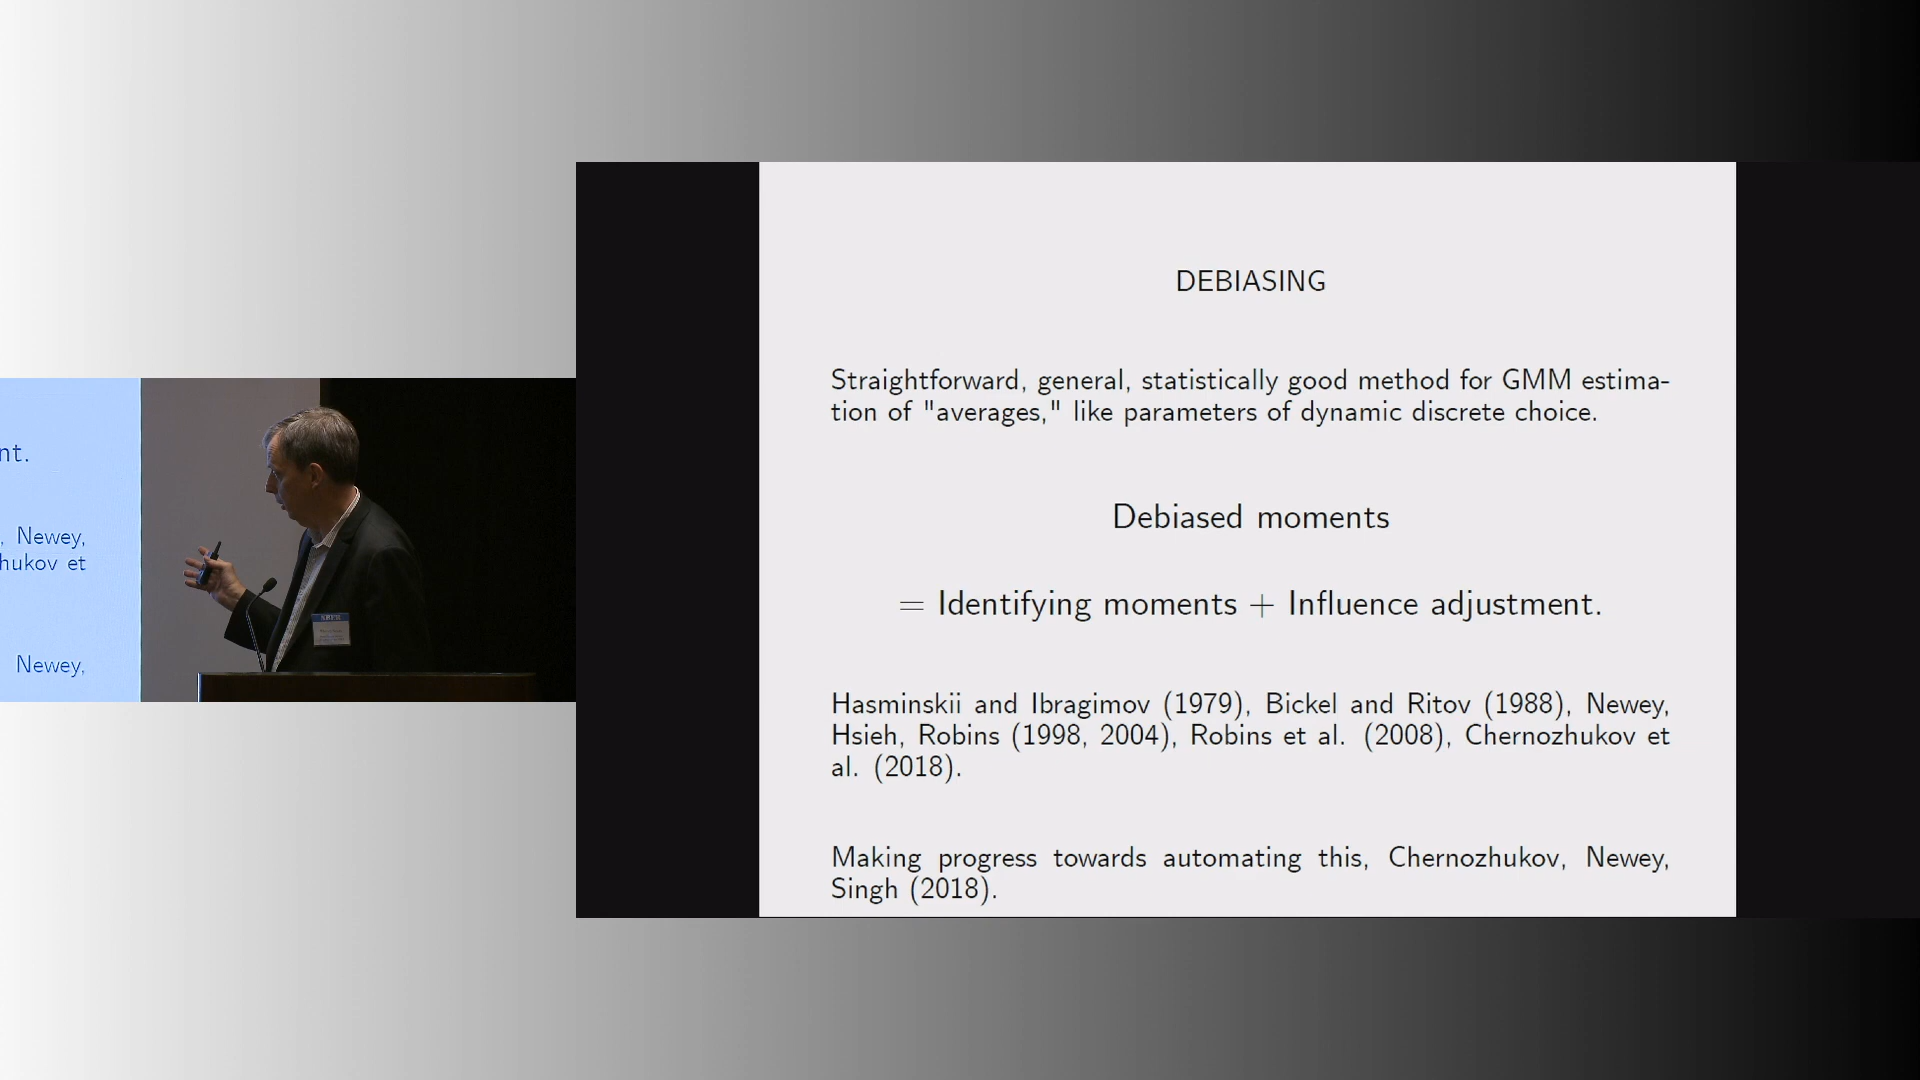 DEBIASING
Straightforward, general, statistically good method for GMM estima-
tion of "averages," like parameters of dynamic discrete choice.
Debiased moments
= Identifying moments + Influence adjustment.
Hasminskii and Ibragimov (1979), Bickel and Ritov (1988), Newey,
Hsieh, Robins (1998, 2004), Robins et al. (2008), Chernozhukov et
al. (2018).
Making progress towards automating this, Chernozhukov, Newey,
Singh (2018).
nt.
, Newey,
hukov et
Newey,